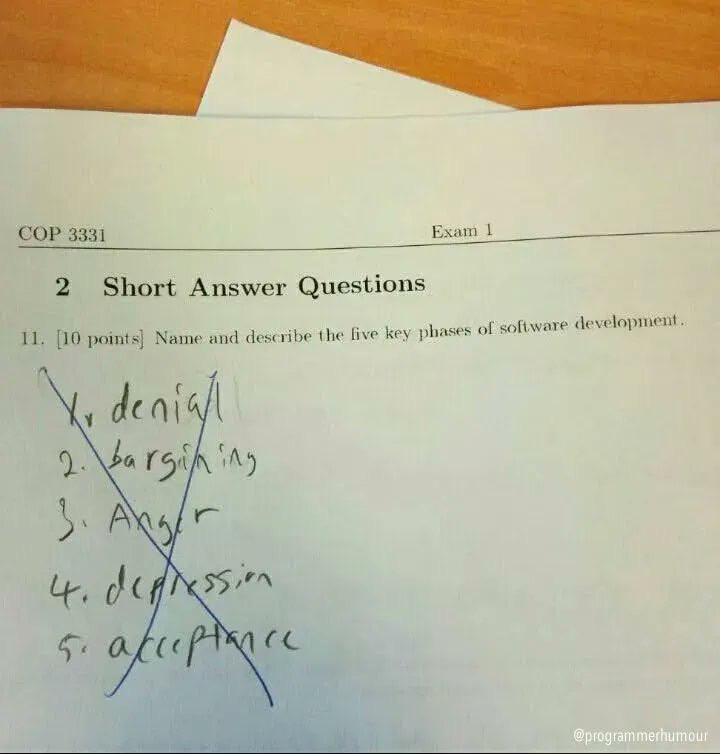 COP 3331 Exam 1
2 Short Answer Questions
11. [10 points] Name and describe the five key phases of software development.
1. denial
2. bargining
3. Anger
4. depression
5. acceptance
@programmerhumour